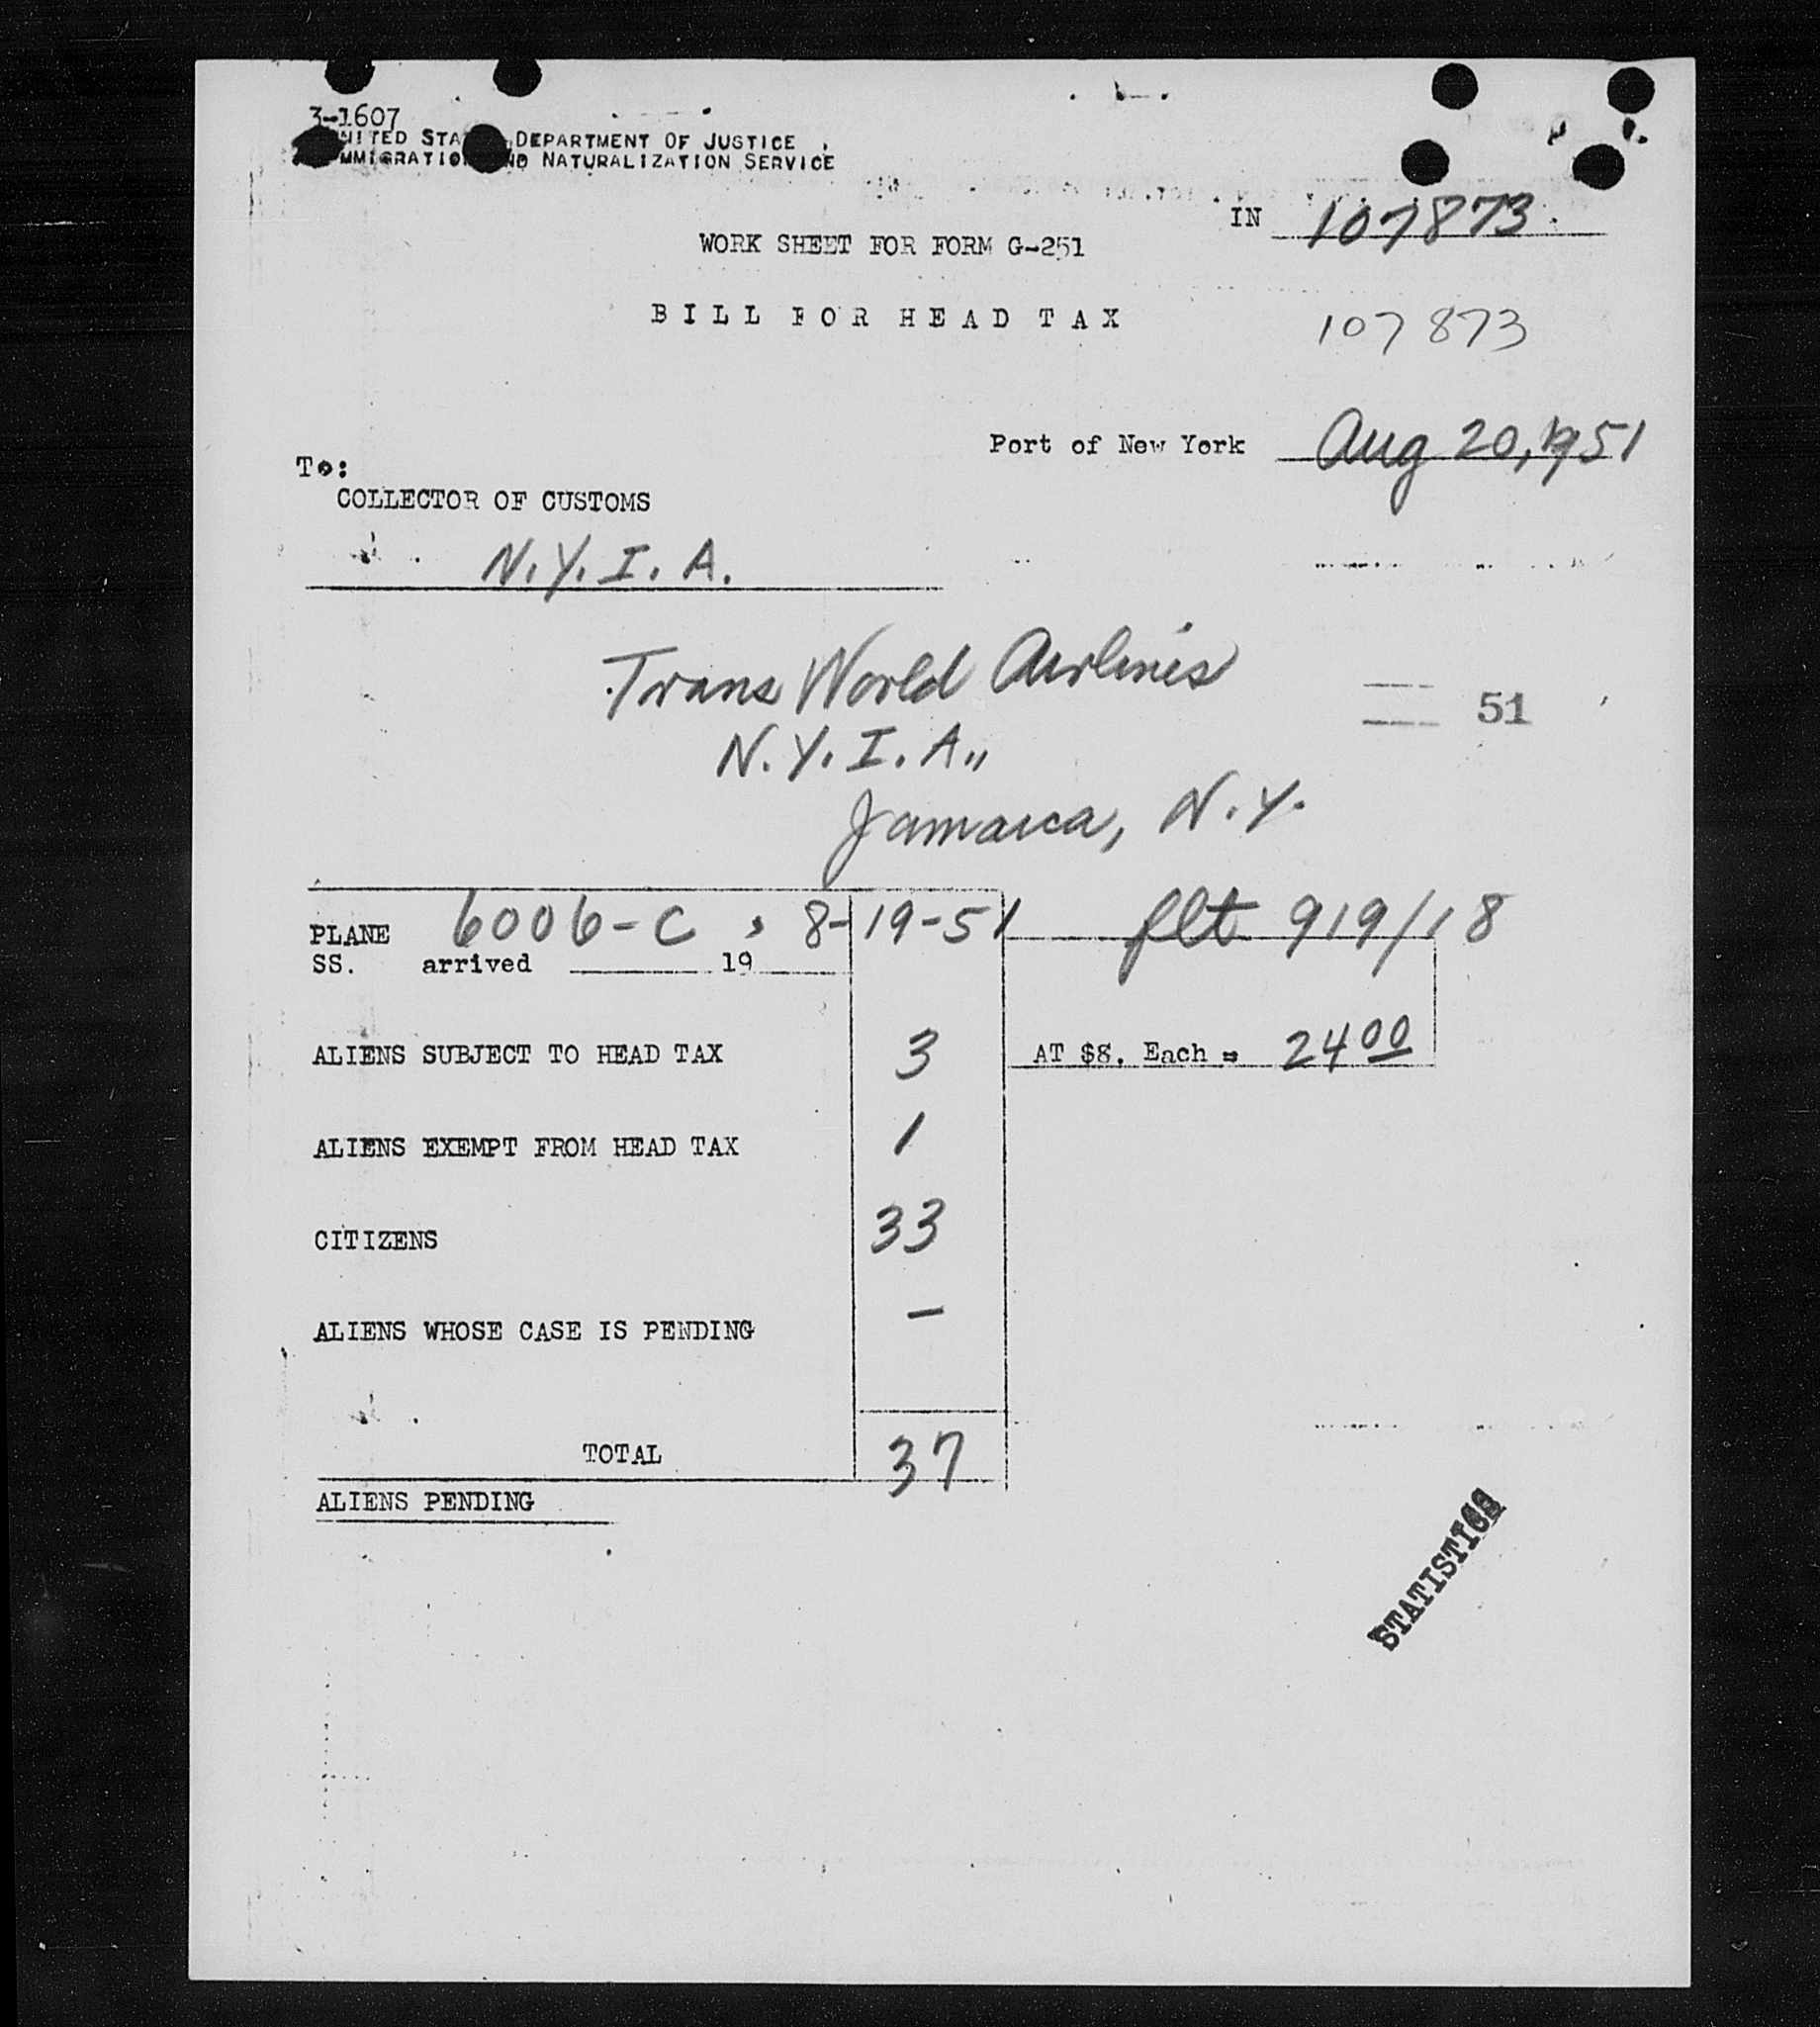 3-1607
UNITED STATES DEPARTMENT OF JUSTICE
IMMIGRATION AND NATURALIZATION SERVICE
IN 107873
WORK SHEET FOR FORM G-251
BILL FOR HEAD TAX
107873
Port of New York Aug 20, 1951
To:
COLLECTOR OF CUSTOMS
N.Y.I.A.
Trans World Airlines
51
N.Y.I.A.,
Jamaica, N.Y.
PLANE 6006-C, 8-19-51 flt 919/18
SS. arrived 19
ALIENS SUBJECT TO HEAD TAX 3 AT $8. Each = 24 00
ALIENS EXEMPT FROM HEAD TAX 1
CITIZENS 33
ALIENS WHOSE CASE IS PENDING –
TOTAL 37
ALIENS PENDING
STATISTICS